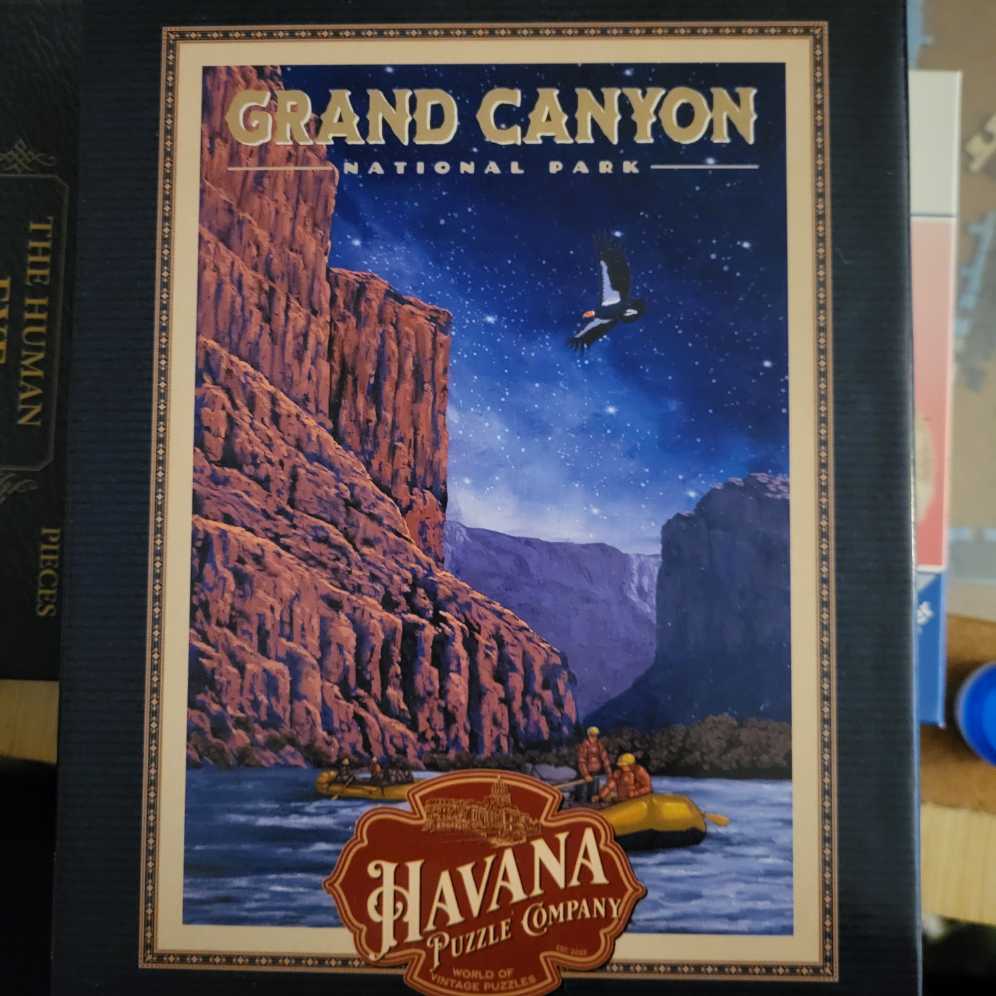 GRAND CANYON
NATIONAL PARK
HAVANA
PUZZLE COMPANY
WORLD OF
VINTAGE PUZZLES
THE HUMAN
PIECES